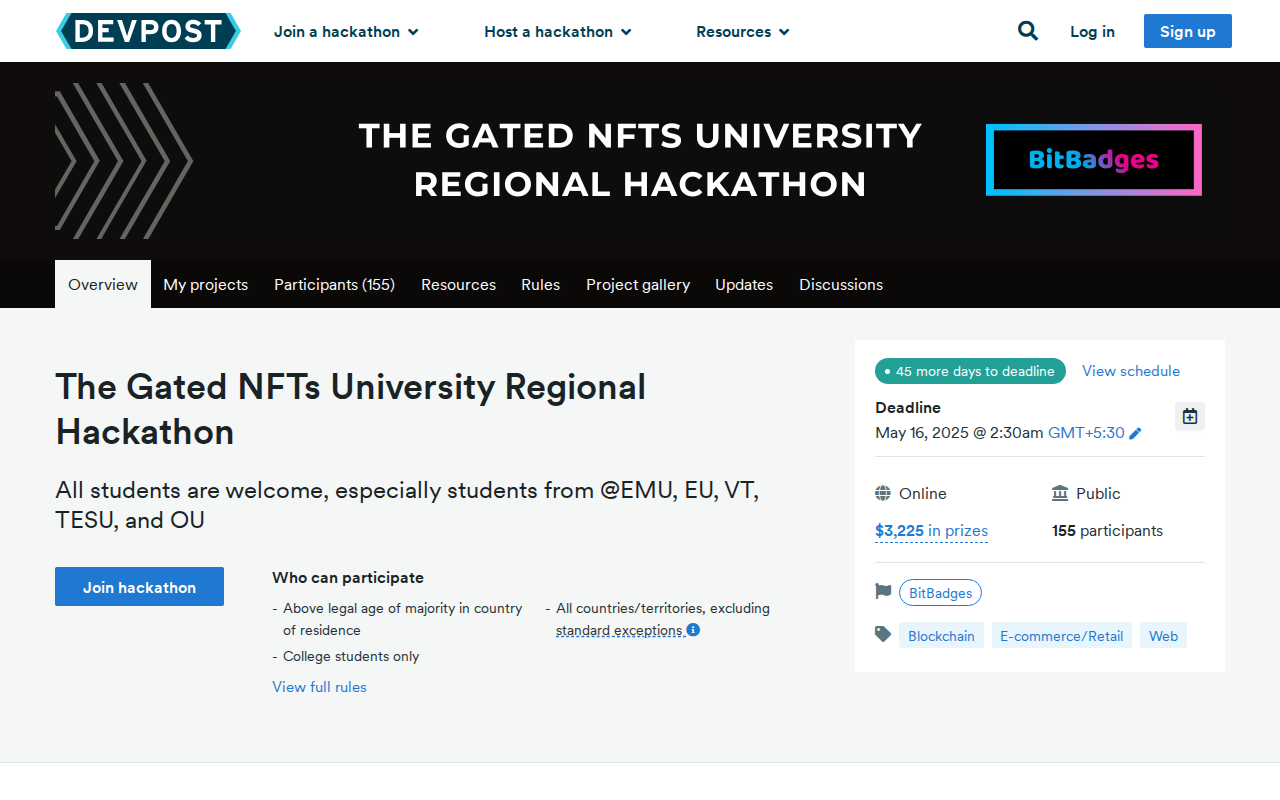 DEVPOST
Join a hackathon
Host a hackathon
Resources
Log in
Sign up
THE GATED NFTS UNIVERSITY
REGIONAL HACKATHON
BitBadges
Overview
My projects
Participants (155)
Resources
Rules
Project gallery
Updates
Discussions
The Gated NFTs University Regional
Hackathon
All students are welcome, especially students from @EMU, EU, VT,
TESU, and OU
Join hackathon
Who can participate
- Above legal age of majority in country
of residence
- College students only
- All countries/territories, excluding
standard exceptions
View full rules
45 more days to deadline
View schedule
Deadline
May 16, 2025 @ 2:30am GMT+5:30
Online
Public
$3,225 in prizes
155 participants
BitBadges
Blockchain
E-commerce/Retail
Web